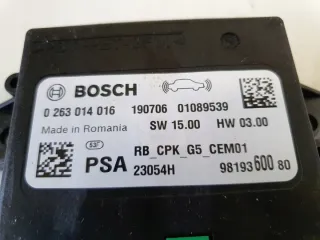 BOSCH
0 263 014 016 190706 01089539
Made in Romania SW 15.00 HW 03.00
PSA RB_CPK_G5_CEM01
23054H 98193600 80